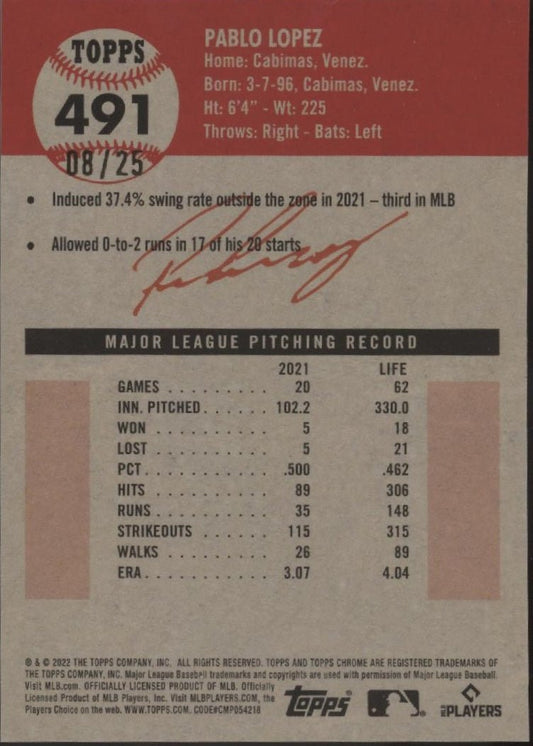 TOPPS
491
08/25
PABLO LOPEZ
Home: Cabimas, Venez.
Born: 3-7-96, Cabimas, Venez.
Ht: 6'4" - Wt: 225
Throws: Right - Bats: Left
• Induced 37.4% swing rate outside the zone in 2021 – third in MLB
• Allowed 0-to-2 runs in 17 of his 20 starts
MAJOR LEAGUE PITCHING RECORD
2021 LIFE
GAMES . . . . . . . . . 20 62
INN. PITCHED . . . . . . 102.2 330.0
WON . . . . . . . . . . 5 18
LOST . . . . . . . . . . 5 21
PCT . . . . . . . . . . .500 .462
HITS . . . . . . . . . . 89 306
RUNS . . . . . . . . . . 35 148
STRIKEOUTS . . . . . . . 115 315
WALKS . . . . . . . . . 26 89
ERA . . . . . . . . . . 3.07 4.04
® & © 2022 THE TOPPS COMPANY, INC. ALL RIGHTS RESERVED. TOPPS AND TOPPS CHROME ARE REGISTERED TRADEMARKS OF
THE TOPPS COMPANY, INC. Major League Baseball trademarks and copyrights are used with permission of Major League Baseball.
Visit MLB.com. OFFICIALLY LICENSED PRODUCT OF MLB. Officially
Licensed Product of MLB Players, Inc. Visit MLBPLAYERS.COM, the
Players Choice on the web. WWW.TOPPS.COM. CODE#CMP054218
Topps
PLAYERS